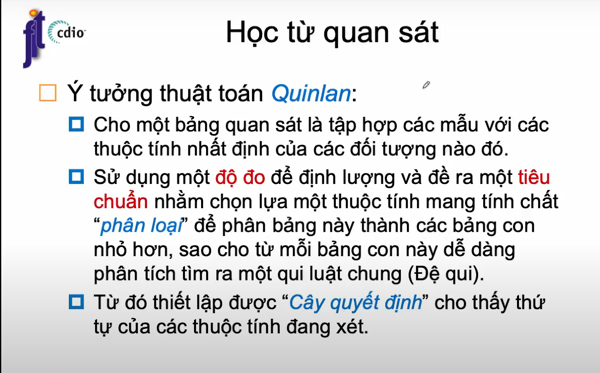 cdio
Học từ quan sát
Ý tưởng thuật toán Quinlan:
Cho một bảng quan sát là tập hợp các mẫu với các
thuộc tính nhất định của các đối tượng nào đó.
Sử dụng một độ đo để định lượng và đề ra một tiêu
chuẩn nhằm chọn lựa một thuộc tính mang tính chất
“phân loại” để phân bảng này thành các bảng con
nhỏ hơn, sao cho từ mỗi bảng con này dễ dàng
phân tích tìm ra một qui luật chung (Đệ qui).
Từ đó thiết lập được “Cây quyết định” cho thấy thứ
tự của các thuộc tính đang xét.